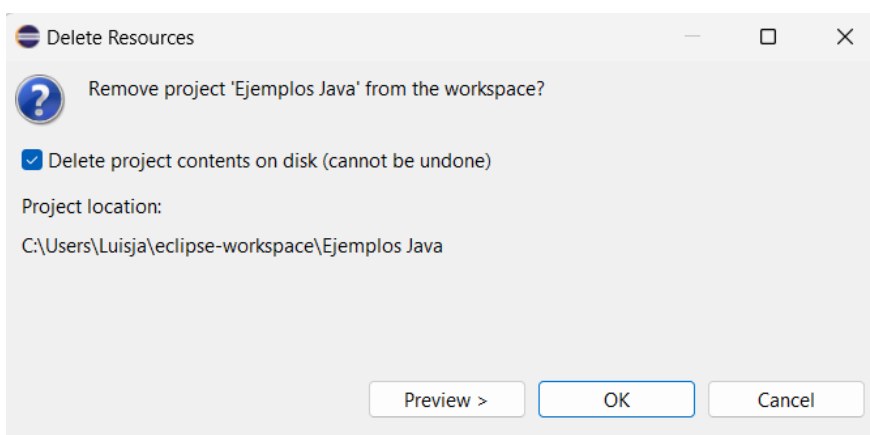 Delete Resources
Remove project 'Ejemplos Java' from the workspace?
Delete project contents on disk (cannot be undone)
Project location:
C:\Users\Luisja\eclipse-workspace\Ejemplos Java
Preview > OK Cancel